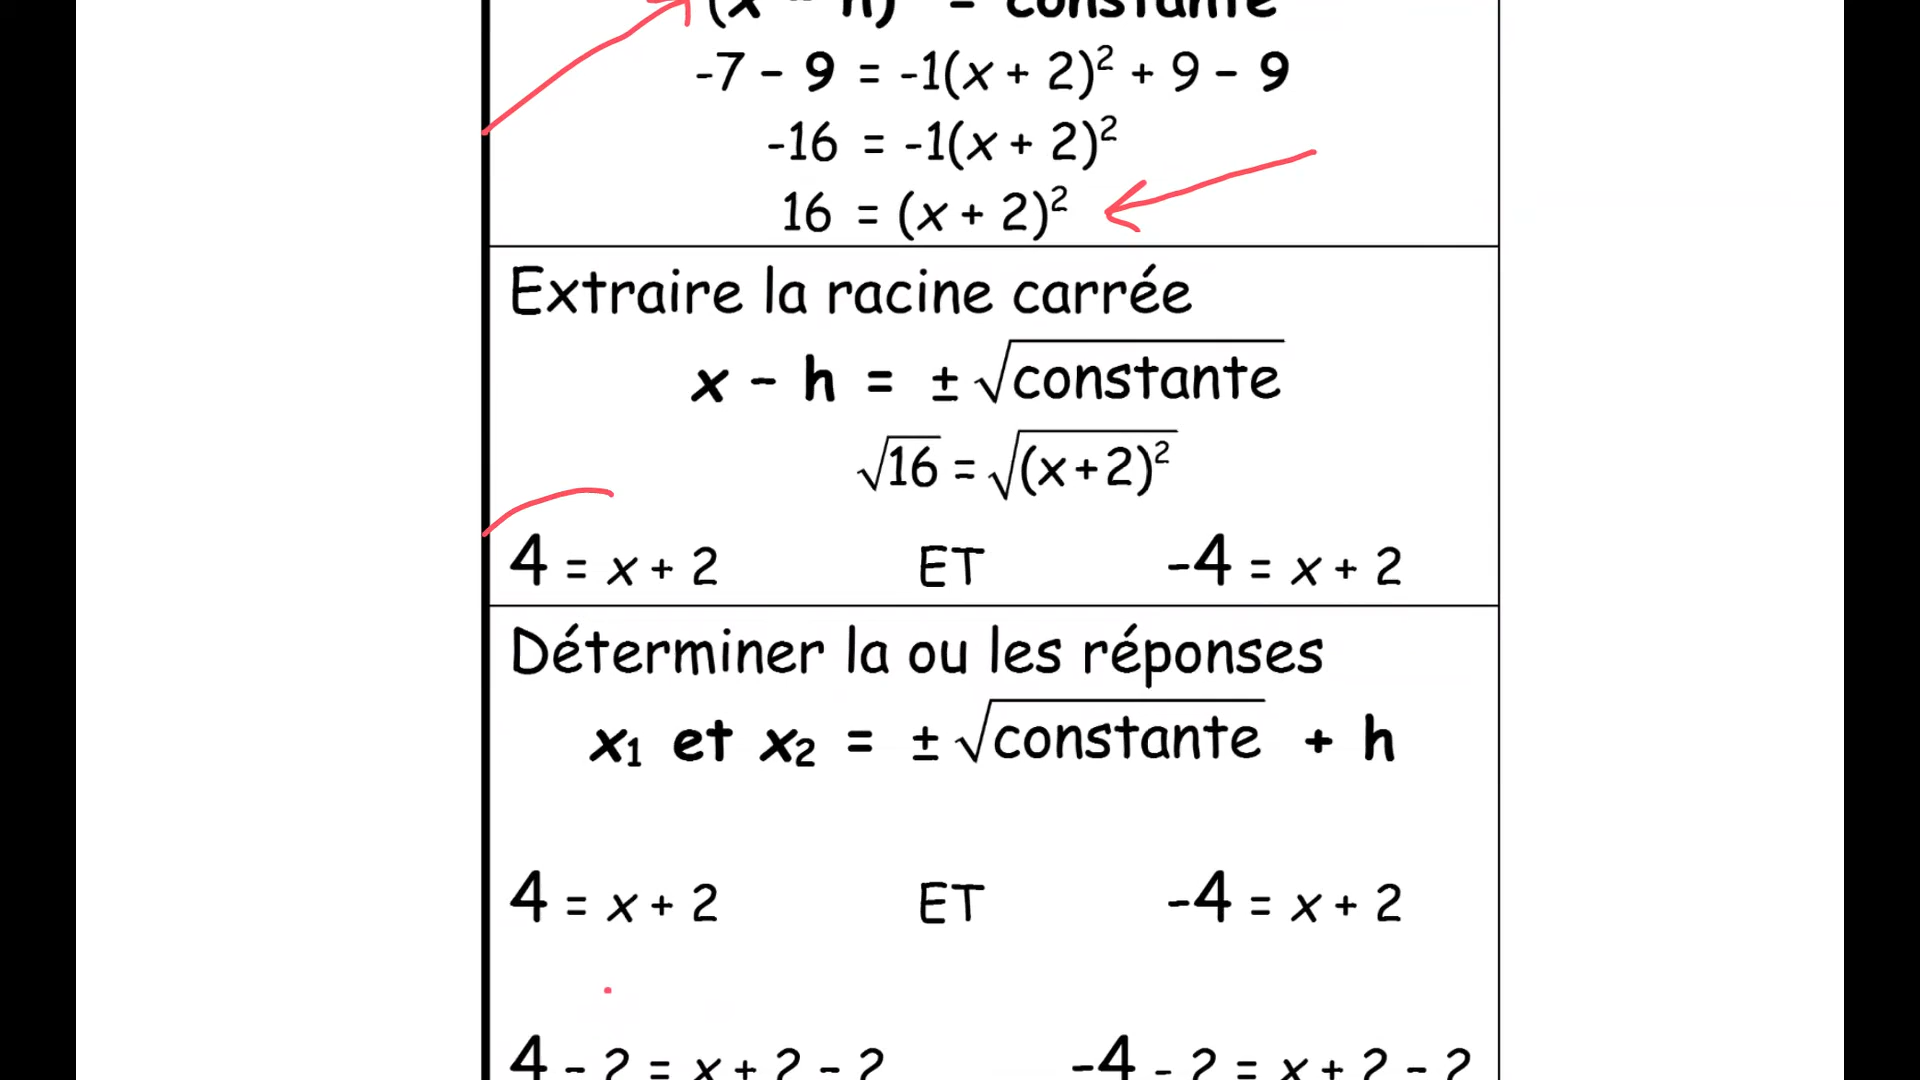 (x - h)² = constante
-7 - 9 = -1(x + 2)² + 9 - 9
-16 = -1(x + 2)²
16 = (x + 2)²
Extraire la racine carrée
x - h = ± √constante
√16 = √(x+2)²
4 = x + 2 ET -4 = x + 2
Déterminer la ou les réponses
x₁ et x₂ = ± √constante + h
4 = x + 2 ET -4 = x + 2
4 - 2 = x + 2 - 2 -4 - 2 = x + 2 - 2